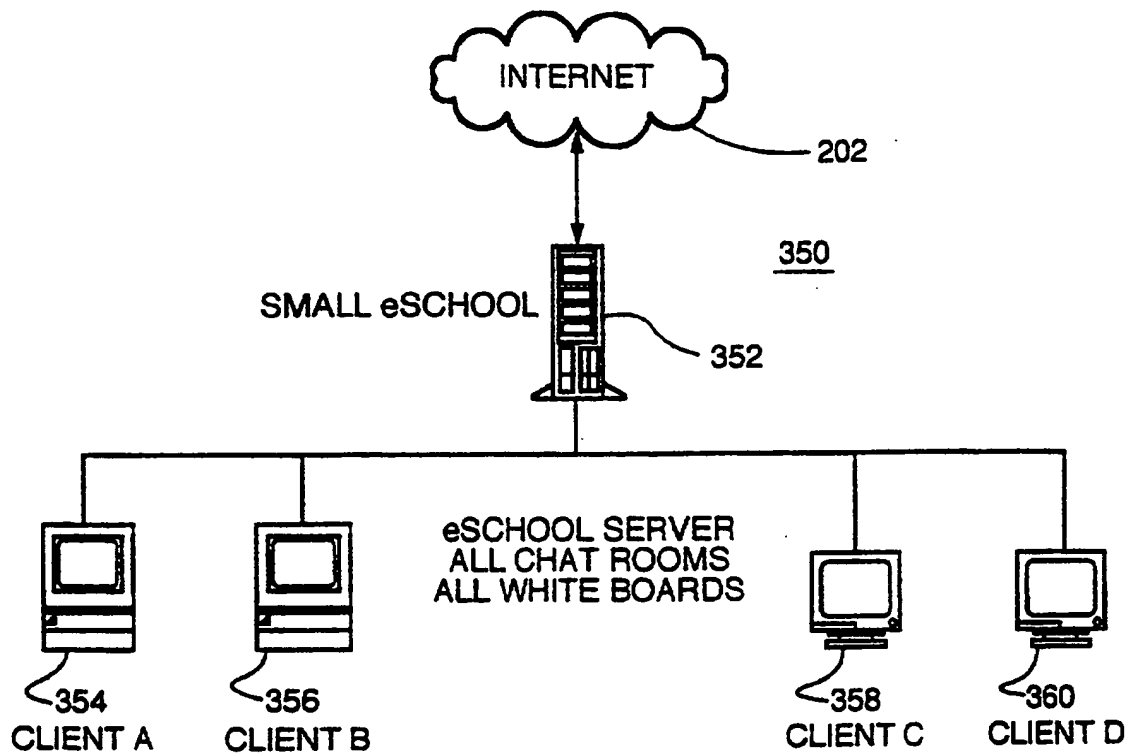 INTERNET
202
350
SMALL eSCHOOL
352
eSCHOOL SERVER
ALL CHAT ROOMS
ALL WHITE BOARDS
354
CLIENT A
356
CLIENT B
358
CLIENT C
360
CLIENT D